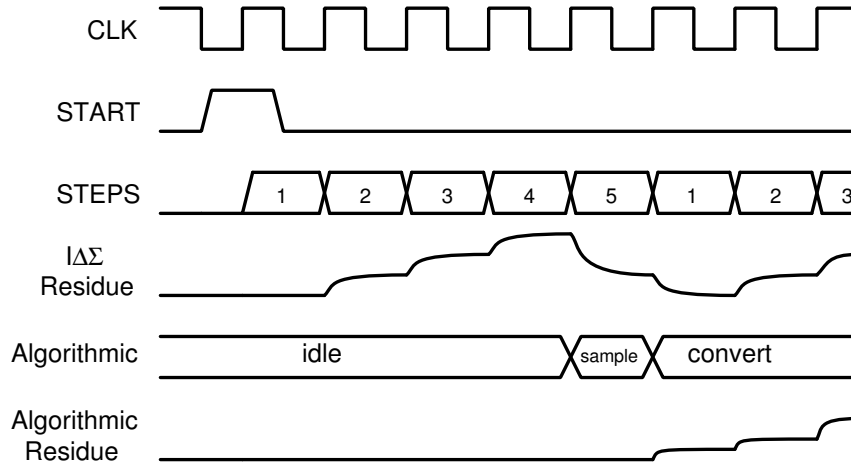 CLK
START
STEPS
1 2 3 4 5 1 2 3
IΔΣ
Residue
Algorithmic
idle
sample
convert
Algorithmic
Residue